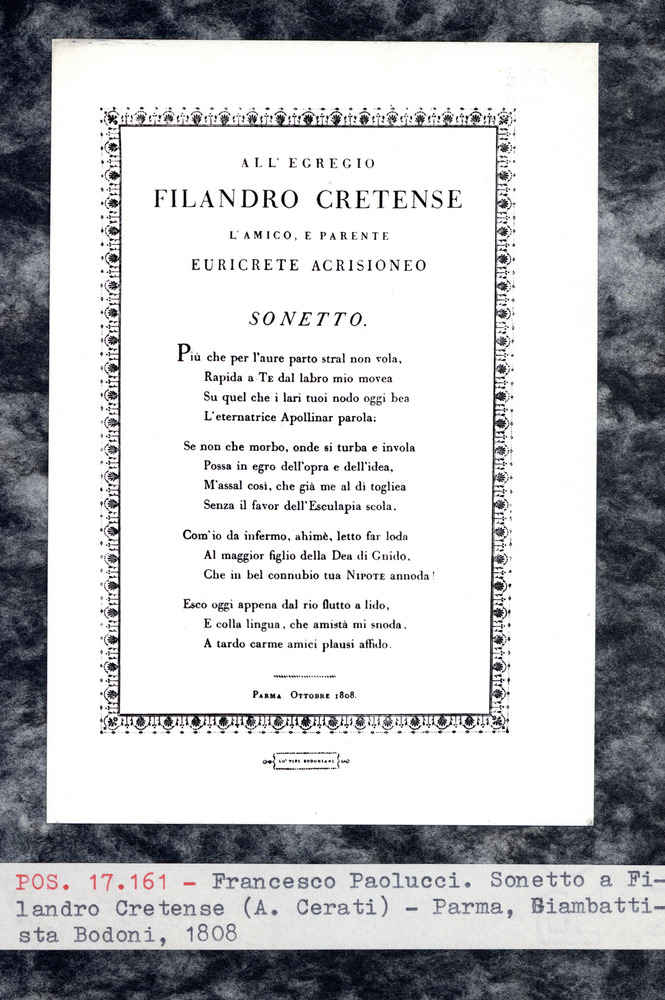 ALL' EGREGIO
FILANDRO CRETENSE
L'AMICO, E PARENTE
EURICRETE ACRISIONEO
SONETTO.
Più che per l'aure parto stral non vola,
Rapida a TE dal labro mio movea
Su quel che i lari tuoi nodo oggi bea
L'eternatrice Apollinar parola;
Se non che morbo, onde si turba e invola
Possa in egro dell'opra e dell'idea,
M'assal così, che già me al dì togliea
Senza il favor dell'Esculapia scola.
Com'io da infermo, ahimè, letto far loda
Al maggior figlio della Dea di Gnido,
Che in bel connubio tua NIPOTE annoda!
Esco oggi appena dal rio flutto a lido,
E colla lingua, che amistà mi snoda,
A tardo carme amici plausi affido.
PARMA OTTOBRE 1808.
CO' TIPI BODONIANI
POS. 17.161 - Francesco Paolucci. Sonetto a Fi-
landro Cretense (A. Cerati) - Parma, Giambatti-
sta Bodoni, 1808